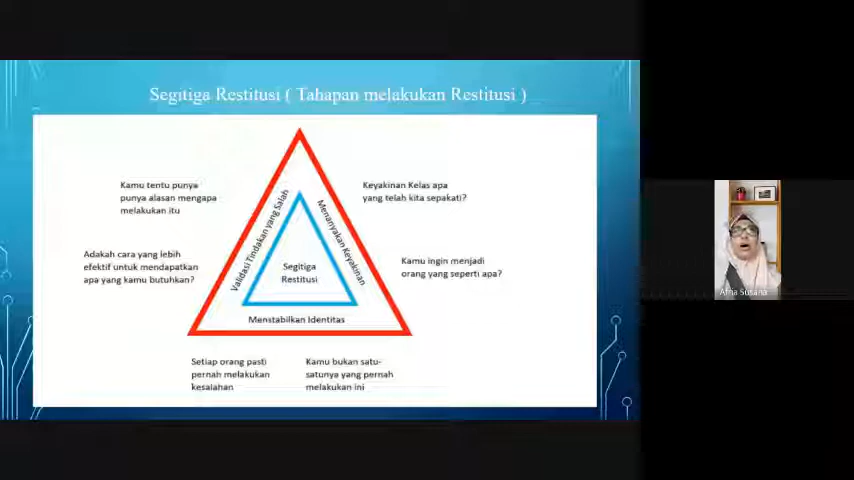 Segitiga Restitusi ( Tahapan melakukan Restitusi )
Kamu tentu punya
punya alasan mengapa
melakukan itu
Keyakinan Kelas apa
yang telah kita sepakati?
Adakah cara yang lebih
efektif untuk mendapatkan
apa yang kamu butuhkan?
Validasi Tindakan yang Salah
Menanyakan Keyakinan
Segitiga
Restitusi
Kamu ingin menjadi
orang yang seperti apa?
Menstabilkan Identitas
Setiap orang pasti
pernah melakukan
kesalahan
Kamu bukan satu-
satunya yang pernah
melakukan ini
Afna Susana